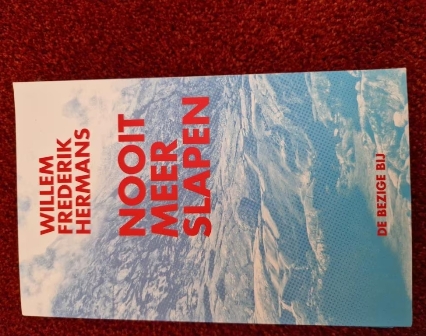 WILLEM
FREDERIK
HERMANS
NOOIT
MEER
SLAPEN
DE BEZIGE BIJ